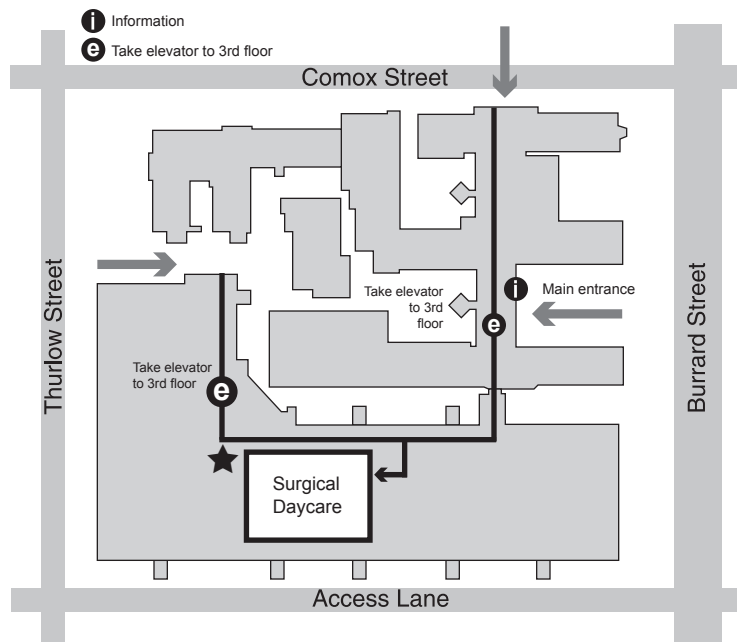 i Information
e Take elevator to 3rd floor
Comox Street
Thurlow Street
Burrard Street
Take elevator
to 3rd
floor
i
Main entrance
e
Take elevator
to 3rd floor
e
Surgical
Daycare
Access Lane